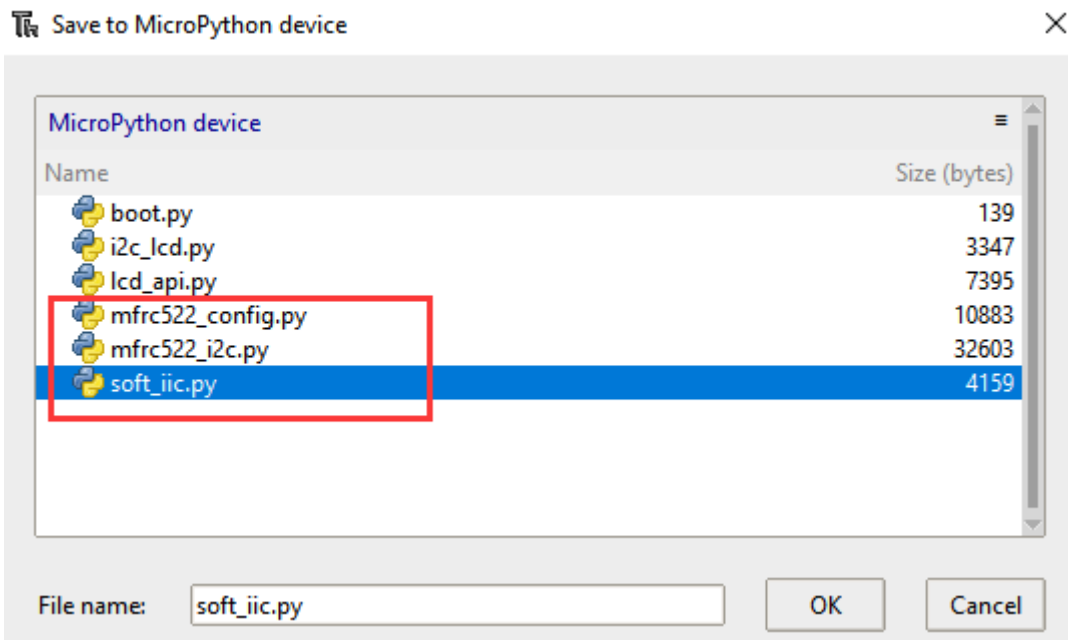 Save to MicroPython device
MicroPython device
Name Size (bytes)
boot.py 139
i2c_lcd.py 3347
lcd_api.py 7395
mfrc522_config.py 10883
mfrc522_i2c.py 32603
soft_iic.py 4159
File name: soft_iic.py OK Cancel